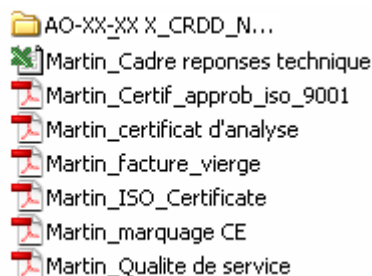 AO-XX-XX X_CRDD_N...
Martin_Cadre reponses technique
Martin_Certif_approb_iso_9001
Martin_certificat d'analyse
Martin_facture_vierge
Martin_ISO_Certificate
Martin_marquage CE
Martin_Qualite de service